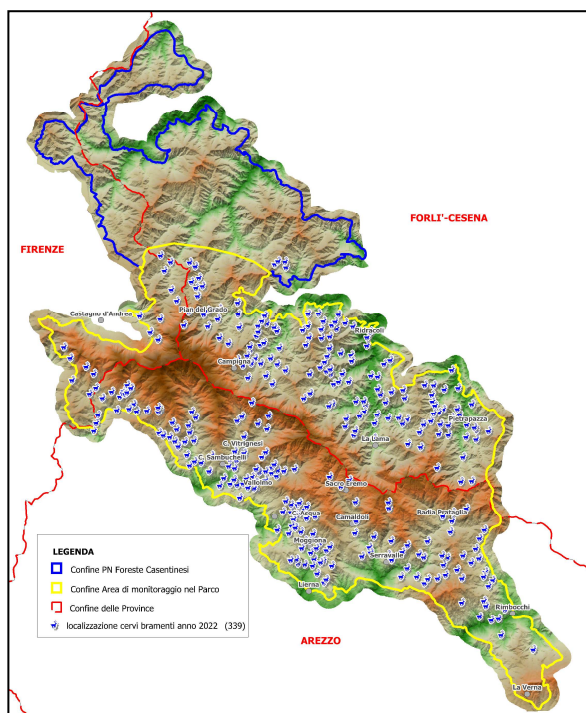 FORLI'-CESENA
FIRENZE
Castagno d'Andrea
Pian del Grado
Ridracoli
Campigna
Pietrapazza
La Lama
C. Vitrignesi
C. Sambuchelli
Vallolmo
Sacro Eremo
C. Acqua
Camaldoli
Badia Prataglia
Moggiona
Serravalle
Lierna
Rimbocchi
AREZZO
La Verna
LEGENDA
Confine PN Foreste Casentinesi
Confine Area di monitoraggio nel Parco
Confine delle Province
localizzazione cervi bramenti anno 2022 (339)